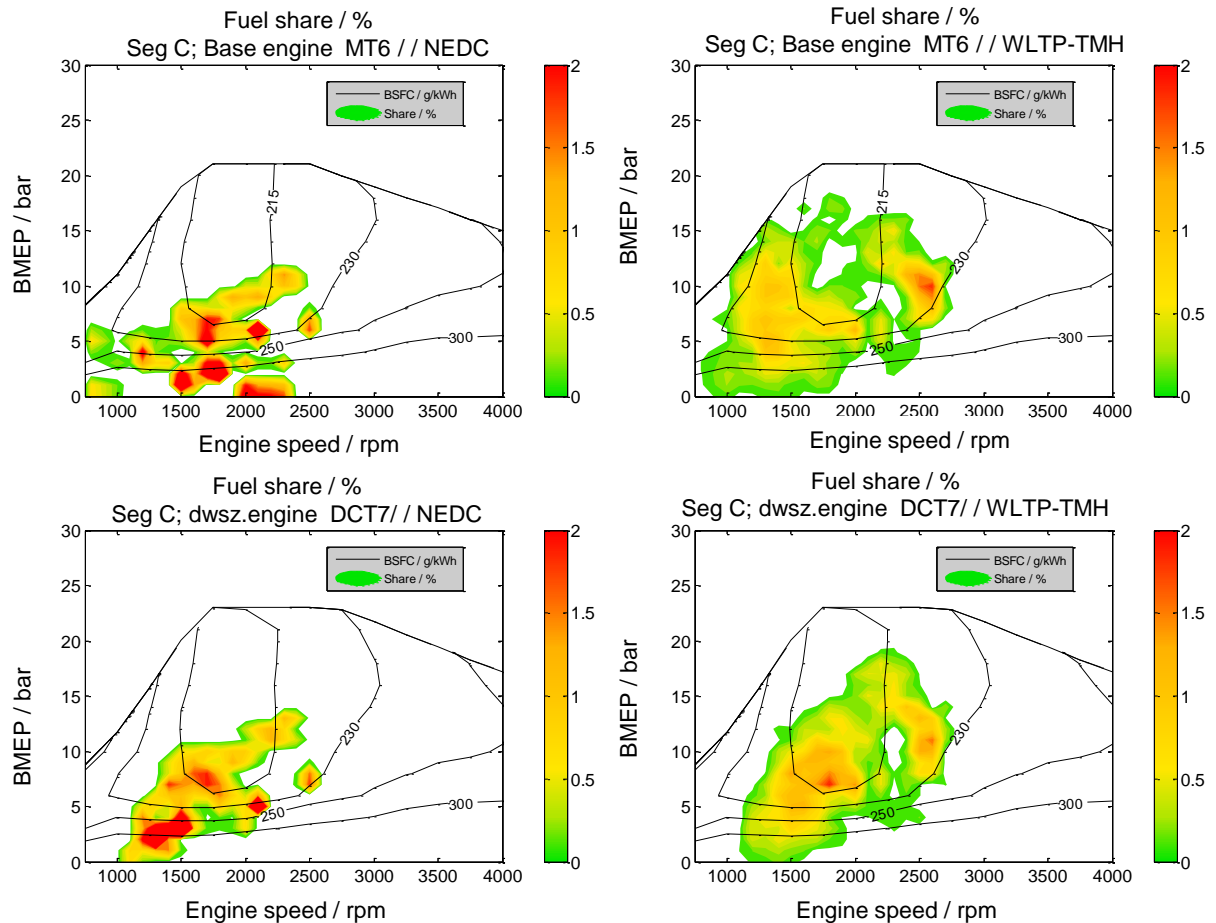 Fuel share / %
Seg C; Base engine  MT6 / / NEDC
30
25
20
15
10
5
0
BMEP / bar
BSFC / g/kWh
Share / %
215
230
250
300
1000 1500 2000 2500 3000 3500 4000
Engine speed / rpm
2
1.5
1
0.5
0
Fuel share / %
Seg C; Base engine  MT6 / / WLTP-TMH
30
25
20
15
10
5
0
BMEP / bar
BSFC / g/kWh
Share / %
215
230
250
300
1000 1500 2000 2500 3000 3500 4000
Engine speed / rpm
2
1.5
1
0.5
0
Fuel share / %
Seg C; dwsz.engine  DCT7/ / NEDC
30
25
20
15
10
5
0
BMEP / bar
BSFC / g/kWh
Share / %
230
250
300
1000 1500 2000 2500 3000 3500 4000
Engine speed / rpm
2
1.5
1
0.5
0
Fuel share / %
Seg C; dwsz.engine  DCT7/ / WLTP-TMH
30
25
20
15
10
5
0
BMEP / bar
BSFC / g/kWh
Share / %
230
250
300
1000 1500 2000 2500 3000 3500 4000
Engine speed / rpm
2
1.5
1
0.5
0